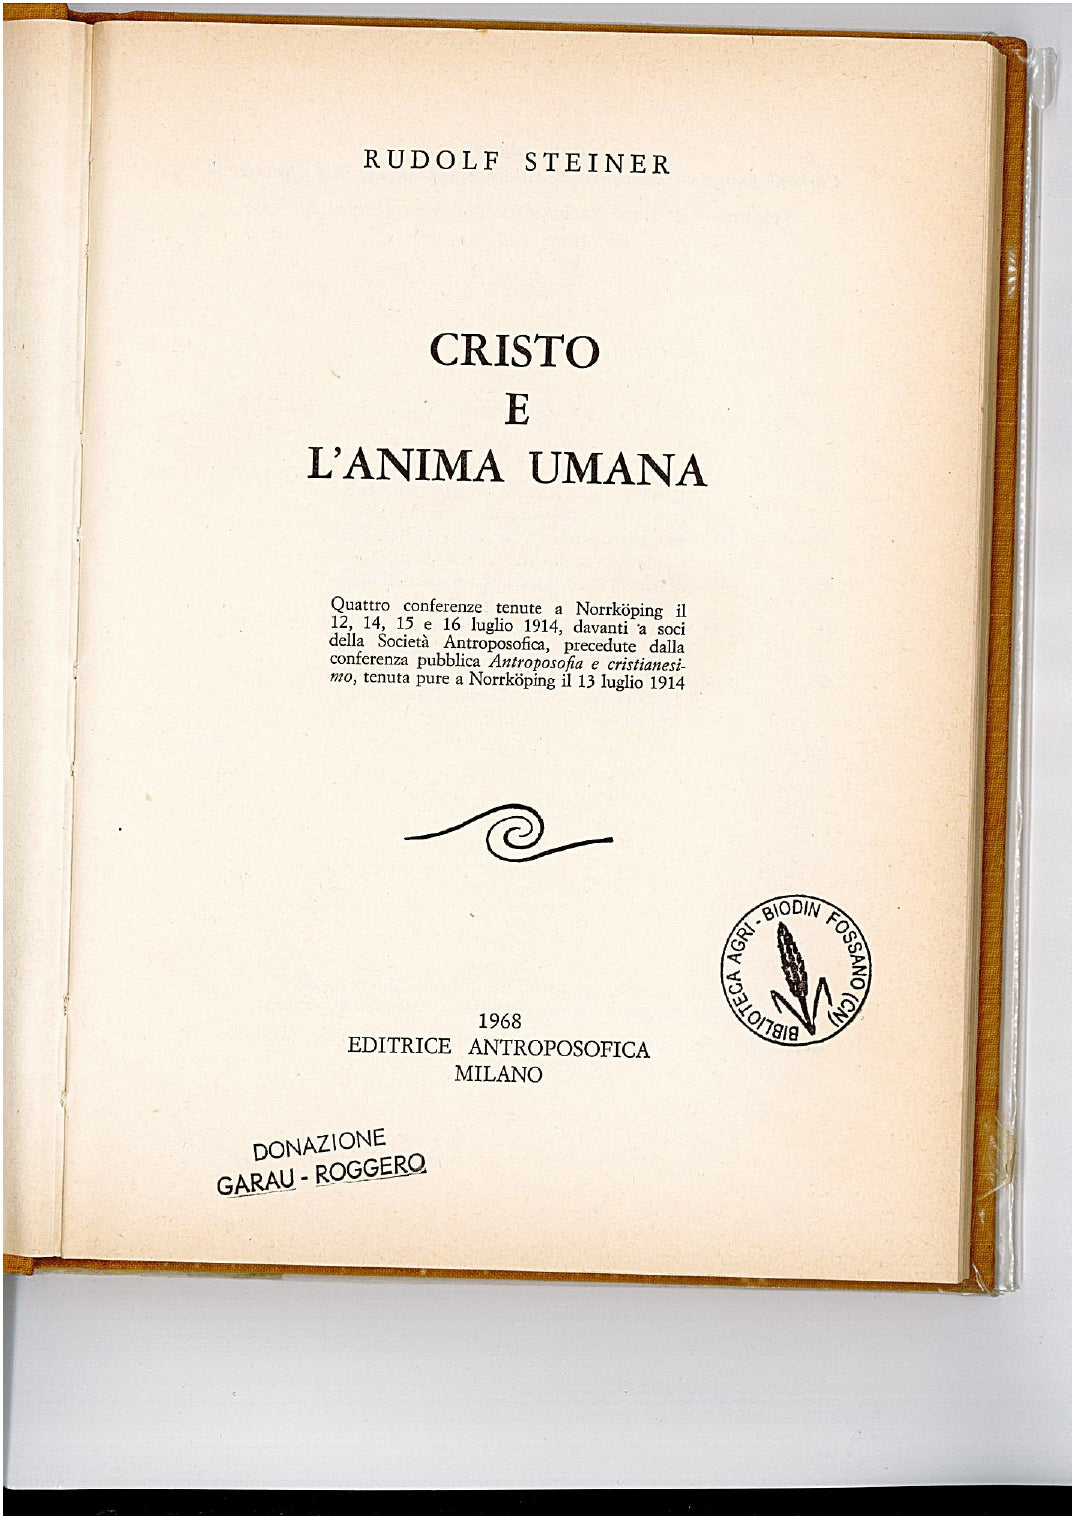 RUDOLF STEINER
CRISTO
E
L'ANIMA UMANA
Quattro conferenze tenute a Norrköping il
12, 14, 15 e 16 luglio 1914, davanti a soci
della Società Antroposofica, precedute dalla
conferenza pubblica Antroposofia e cristianesi-
mo, tenuta pure a Norrköping il 13 luglio 1914
BIBLIOTECA AGRI-BIODIN FOSSANO (CN)
1968
EDITRICE ANTROPOSOFICA
MILANO
DONAZIONE
GARAU - ROGGERO